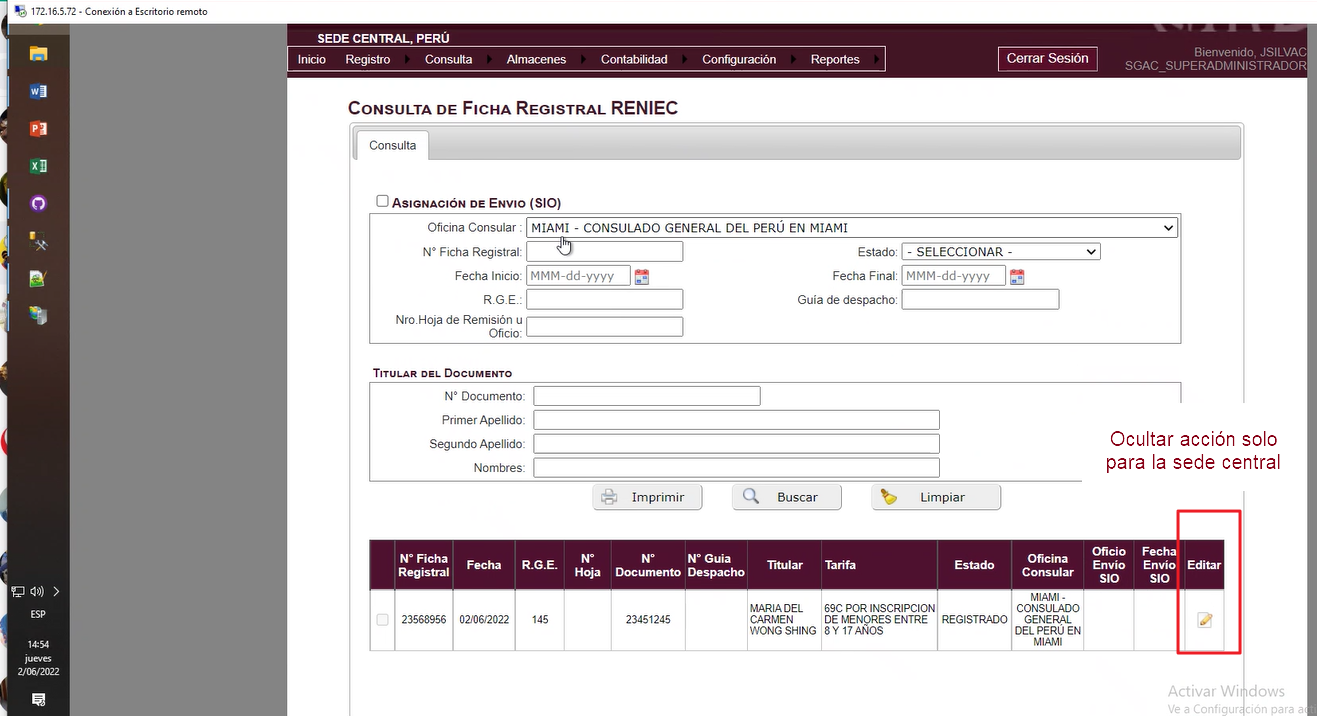 172.16.5.72 - Conexión a Escritorio remoto
SEDE CENTRAL, PERÚ
Inicio Registro Consulta Almacenes Contabilidad Configuración Reportes
Cerrar Sesión
Bienvenido, JSILVAC
SGAC_SUPERADMINISTRADOR
CONSULTA DE FICHA REGISTRAL RENIEC
Consulta
ASIGNACIÓN DE ENVIO (SIO)
Oficina Consular : MIAMI - CONSULADO GENERAL DEL PERÚ EN MIAMI
N° Ficha Registral: Estado: - SELECCIONAR -
Fecha Inicio: MMM-dd-yyyy Fecha Final: MMM-dd-yyyy
R.G.E.: Guía de despacho:
Nro.Hoja de Remisión u
Oficio:
TITULAR DEL DOCUMENTO
N° Documento:
Primer Apellido:
Segundo Apellido:
Nombres:
Ocultar acción solo
para la sede central
Imprimir Buscar Limpiar
N° Ficha Registral Fecha R.G.E. N° Hoja N° Documento N° Guia Despacho Titular Tarifa Estado Oficina Consular Oficio Envio SIO Fecha Envio SIO Editar
23568956 02/06/2022 145 23451245 MARIA DEL CARMEN WONG SHING 69C POR INSCRIPCION DE MENORES ENTRE 8 Y 17 AÑOS REGISTRADO MIAMI - CONSULADO GENERAL DEL PERÚ EN MIAMI
ESP
14:54
jueves
2/06/2022
Activar Windows
Ve a Configuración para